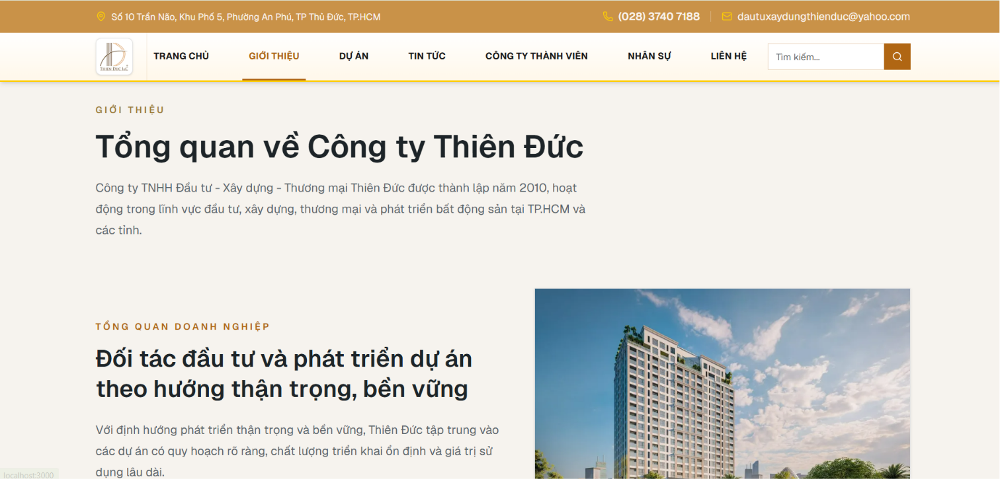 Số 10 Trần Não, Khu Phố 5, Phường An Phú, TP Thủ Đức, TP.HCM
(028) 3740 7188
dautuxaydungthienduc@yahoo.com
THIEN DUC ILC
TRANG CHỦ
GIỚI THIỆU
DỰ ÁN
TIN TỨC
CÔNG TY THÀNH VIÊN
NHÂN SỰ
LIÊN HỆ
Tìm kiếm...
GIỚI THIỆU
Tổng quan về Công ty Thiên Đức
Công ty TNHH Đầu tư - Xây dựng - Thương mại Thiên Đức được thành lập năm 2010, hoạt
động trong lĩnh vực đầu tư, xây dựng, thương mại và phát triển bất động sản tại TP.HCM và
các tỉnh.
TỔNG QUAN DOANH NGHIỆP
Đối tác đầu tư và phát triển dự án
theo hướng thận trọng, bền vững
Với định hướng phát triển thận trọng và bền vững, Thiên Đức tập trung vào
các dự án có quy hoạch rõ ràng, chất lượng triển khai ổn định và giá trị sử
dụng lâu dài.
localhost:3000